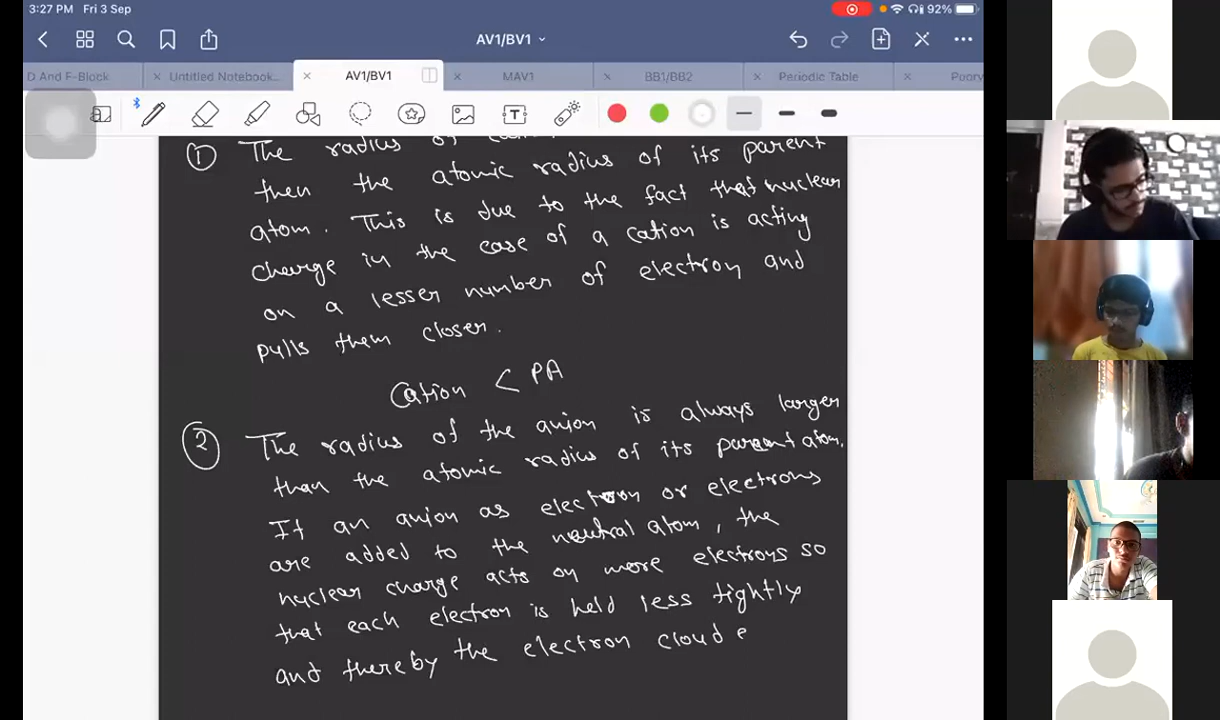 3:27 PM Fri 3 Sep
92%
AV1/BV1
D And F-Block
Untitled Notebook...
AV1/BV1
MAV1
BB1/BB2
Periodic Table
Poorv
① The radius of
then the atomic radius of its parent
atom. This is due to the fact that nuclear
charge in the case of a cation is acting
on a lesser number of electron and
pulls them closer.
Cation < PA
② The radius of the anion is always larger
than the atomic radius of its parent atom.
If an anion as electron or electrons
are added to the neutral atom, the
nuclear charge acts on more electrons so
that each electron is held less tightly
and thereby the electron cloud e